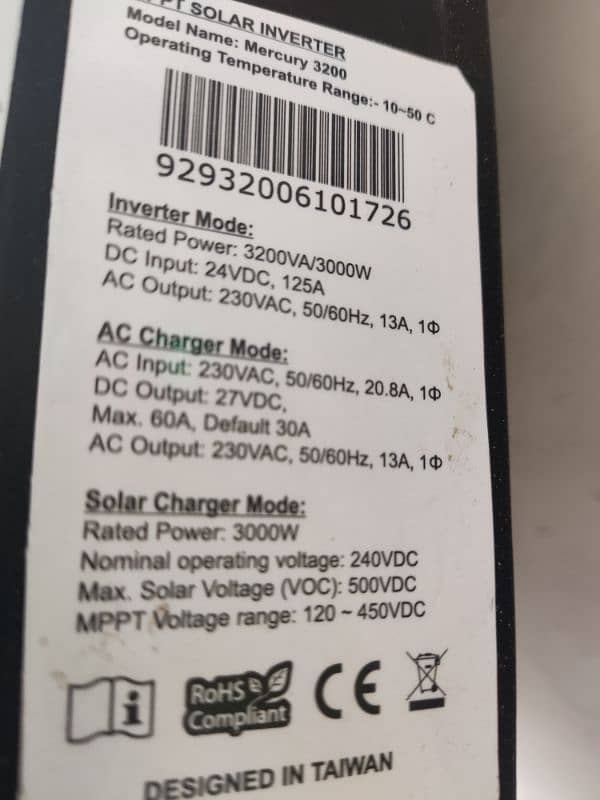 SOLAR INVERTER
Model Name: Mercury 3200
Operating Temperature Range:- 10~50 C
92932006101726
Inverter Mode:
Rated Power: 3200VA/3000W
DC Input: 24VDC, 125A
AC Output: 230VAC, 50/60Hz, 13A, 1Φ
AC Charger Mode:
AC Input: 230VAC, 50/60Hz, 20.8A, 1Φ
DC Output: 27VDC,
Max. 60A, Default 30A
AC Output: 230VAC, 50/60Hz, 13A, 1Φ
Solar Charger Mode:
Rated Power: 3000W
Nominal operating voltage: 240VDC
Max. Solar Voltage (VOC): 500VDC
MPPT Voltage range: 120 ~ 450VDC
i
RoHS
Compliant
CE
DESIGNED IN TAIWAN